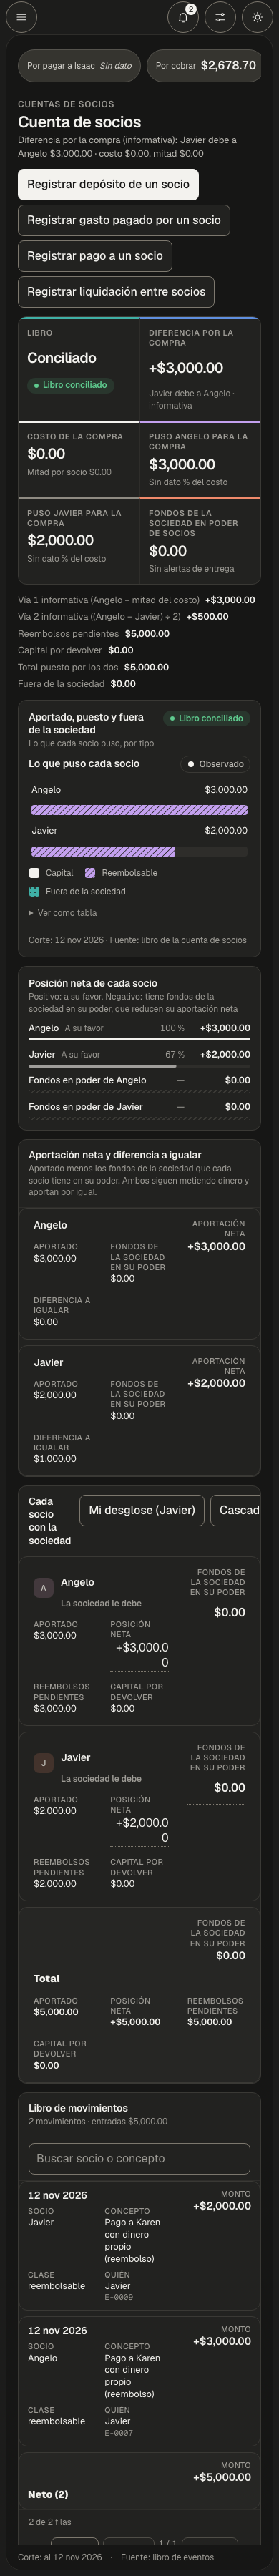 2
Por pagar a Isaac Sin dato
Por cobrar $2,678.70
CUENTAS DE SOCIOS
Cuenta de socios
Diferencia por la compra (informativa): Javier debe a
Angelo $3,000.00 · costo $0.00, mitad $0.00
Registrar depósito de un socio
Registrar gasto pagado por un socio
Registrar pago a un socio
Registrar liquidación entre socios
LIBRO
Conciliado
Libro conciliado
DIFERENCIA POR LA
COMPRA
+$3,000.00
Javier debe a Angelo ·
informativa
COSTO DE LA COMPRA
$0.00
Mitad por socio $0.00
PUSO ANGELO PARA LA
COMPRA
$3,000.00
Sin dato % del costo
PUSO JAVIER PARA LA
COMPRA
$2,000.00
Sin dato % del costo
FONDOS DE LA
SOCIEDAD EN PODER
DE SOCIOS
$0.00
Sin alertas de entrega
Vía 1 informativa (Angelo − mitad del costo) +$3,000.00
Vía 2 informativa ((Angelo − Javier) ÷ 2) +$500.00
Reembolsos pendientes $5,000.00
Capital por devolver $0.00
Total puesto por los dos $5,000.00
Fuera de la sociedad $0.00
Aportado, puesto y fuera
de la sociedad
Libro conciliado
Lo que cada socio puso, por tipo
Lo que puso cada socio
Observado
Angelo $3,000.00
Javier $2,000.00
Capital Reembolsable
Fuera de la sociedad
Ver como tabla
Corte: 12 nov 2026 · Fuente: libro de la cuenta de socios
Posición neta de cada socio
Positivo: a su favor. Negativo: tiene fondos de la
sociedad en su poder, que reducen su aportación neta
Angelo A su favor 100 % +$3,000.00
Javier A su favor 67 % +$2,000.00
Fondos en poder de Angelo — $0.00
Fondos en poder de Javier — $0.00
Aportación neta y diferencia a igualar
Aportado menos los fondos de la sociedad que cada
socio tiene en su poder. Ambos siguen metiendo dinero y
aportan por igual.
Angelo
APORTACIÓN
NETA
+$3,000.00
APORTADO
$3,000.00
FONDOS DE
LA SOCIEDAD
EN SU PODER
$0.00
DIFERENCIA A
IGUALAR
$0.00
Javier
APORTACIÓN
NETA
+$2,000.00
APORTADO
$2,000.00
FONDOS DE
LA SOCIEDAD
EN SU PODER
$0.00
DIFERENCIA A
IGUALAR
$1,000.00
Cada
socio
con la
sociedad
Mi desglose (Javier)
Cascad
A
Angelo
La sociedad le debe
FONDOS DE
LA SOCIEDAD
EN SU PODER
$0.00
APORTADO
$3,000.00
POSICIÓN
NETA
+$3,000.0
0
REEMBOLSOS
PENDIENTES
$3,000.00
CAPITAL POR
DEVOLVER
$0.00
J
Javier
La sociedad le debe
FONDOS DE
LA SOCIEDAD
EN SU PODER
$0.00
APORTADO
$2,000.00
POSICIÓN
NETA
+$2,000.0
0
REEMBOLSOS
PENDIENTES
$2,000.00
CAPITAL POR
DEVOLVER
$0.00
FONDOS DE
LA SOCIEDAD
EN SU PODER
$0.00
Total
APORTADO
$5,000.00
POSICIÓN
NETA
+$5,000.00
REEMBOLSOS
PENDIENTES
$5,000.00
CAPITAL POR
DEVOLVER
$0.00
Libro de movimientos
2 movimientos · entradas $5,000.00
Buscar socio o concepto
12 nov 2026
MONTO
+$2,000.00
SOCIO
Javier
CONCEPTO
Pago a Karen
con dinero
propio
(reembolso)
CLASE
reembolsable
QUIÉN
Javier
E-0009
12 nov 2026
MONTO
+$3,000.00
SOCIO
Angelo
CONCEPTO
Pago a Karen
con dinero
propio
(reembolso)
CLASE
reembolsable
QUIÉN
Javier
E-0007
MONTO
+$5,000.00
Neto (2)
2 de 2 filas
1 / 1
Corte: al 12 nov 2026 · Fuente: libro de eventos